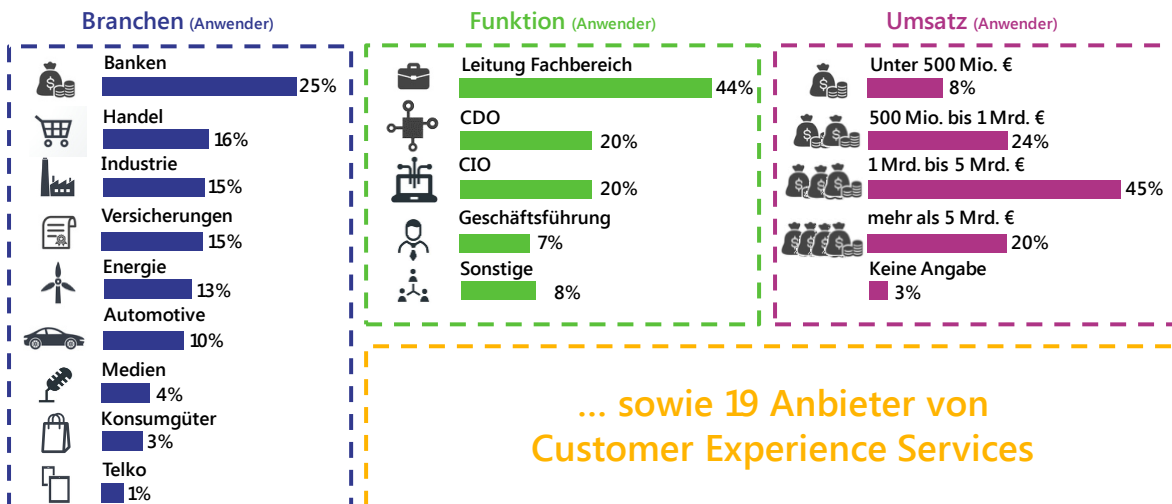 Branchen (Anwender)
Banken
25%
Handel
16%
Industrie
15%
Versicherungen
15%
Energie
13%
Automotive
10%
Medien
4%
Konsumgüter
3%
Telko
1%
Funktion (Anwender)
Leitung Fachbereich
44%
CDO
20%
CIO
20%
Geschäftsführung
7%
Sonstige
8%
Umsatz (Anwender)
Unter 500 Mio. €
8%
500 Mio. bis 1 Mrd. €
24%
1 Mrd. bis 5 Mrd. €
45%
mehr als 5 Mrd. €
20%
Keine Angabe
3%
... sowie 19 Anbieter von
Customer Experience Services